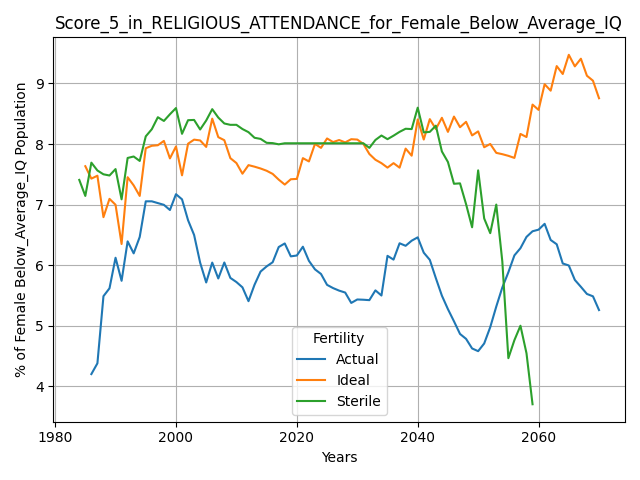 Score_5_in_RELIGIOUS_ATTENDANCE_for_Female_Below_Average_IQ
% of Female Below_Average_IQ Population
9
8
7
6
5
4
Fertility
Actual
Ideal
Sterile
1980
2000
2020
2040
2060
Years